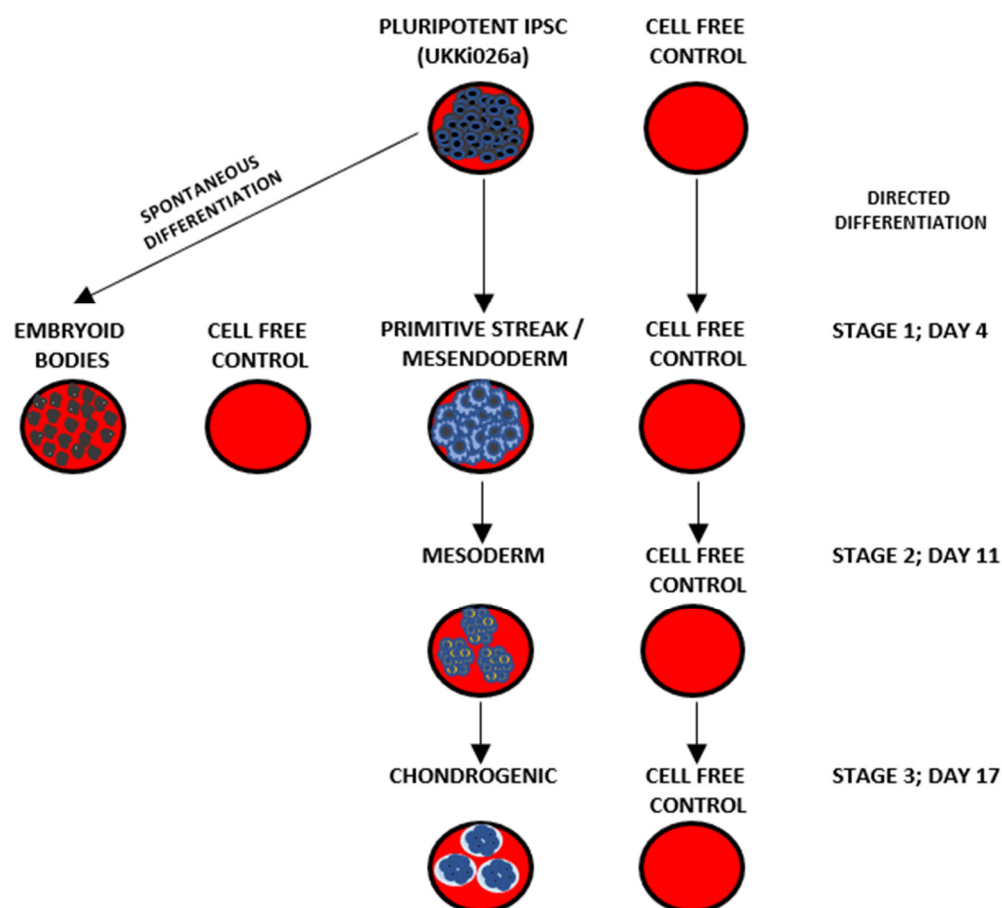 PLURIPOTENT IPSC
(UKKi026a)
CELL FREE
CONTROL
SPONTANEOUS
DIFFERENTIATION
DIRECTED
DIFFERENTIATION
EMBRYOID
BODIES
CELL FREE
CONTROL
PRIMITIVE STREAK /
MESENDODERM
CELL FREE
CONTROL
STAGE 1; DAY 4
MESODERM
CELL FREE
CONTROL
STAGE 2; DAY 11
CHONDROGENIC
CELL FREE
CONTROL
STAGE 3; DAY 17